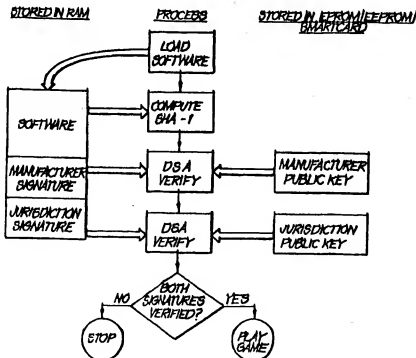 STORED IN RAM
PROCESS
STORED IN EPROM/EEPROM/
SMARTCARD
LOAD
SOFTWARE
SOFTWARE
COMPUTE
SHA-1
MANUFACTURER
SIGNATURE
DSA
VERIFY
MANUFACTURER
PUBLIC KEY
JURISDICTION
SIGNATURE
DSA
VERIFY
JURISDICTION
PUBLIC KEY
NO
BOTH
SIGNATURES
VERIFIED?
YES
STOP
PLAY
GAME